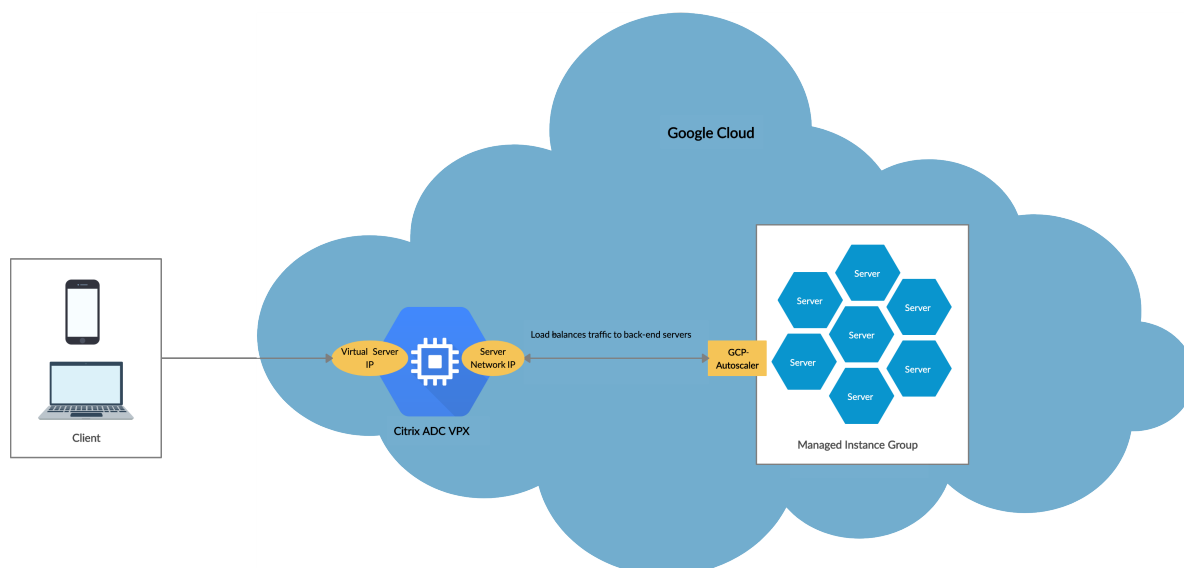 Google Cloud
Client
Virtual Server
IP
Server
Network IP
Citrix ADC VPX
Load balances traffic to back-end servers
GCP-
Autoscaler
Server
Server
Server
Server
Server
Server
Server
Managed Instance Group